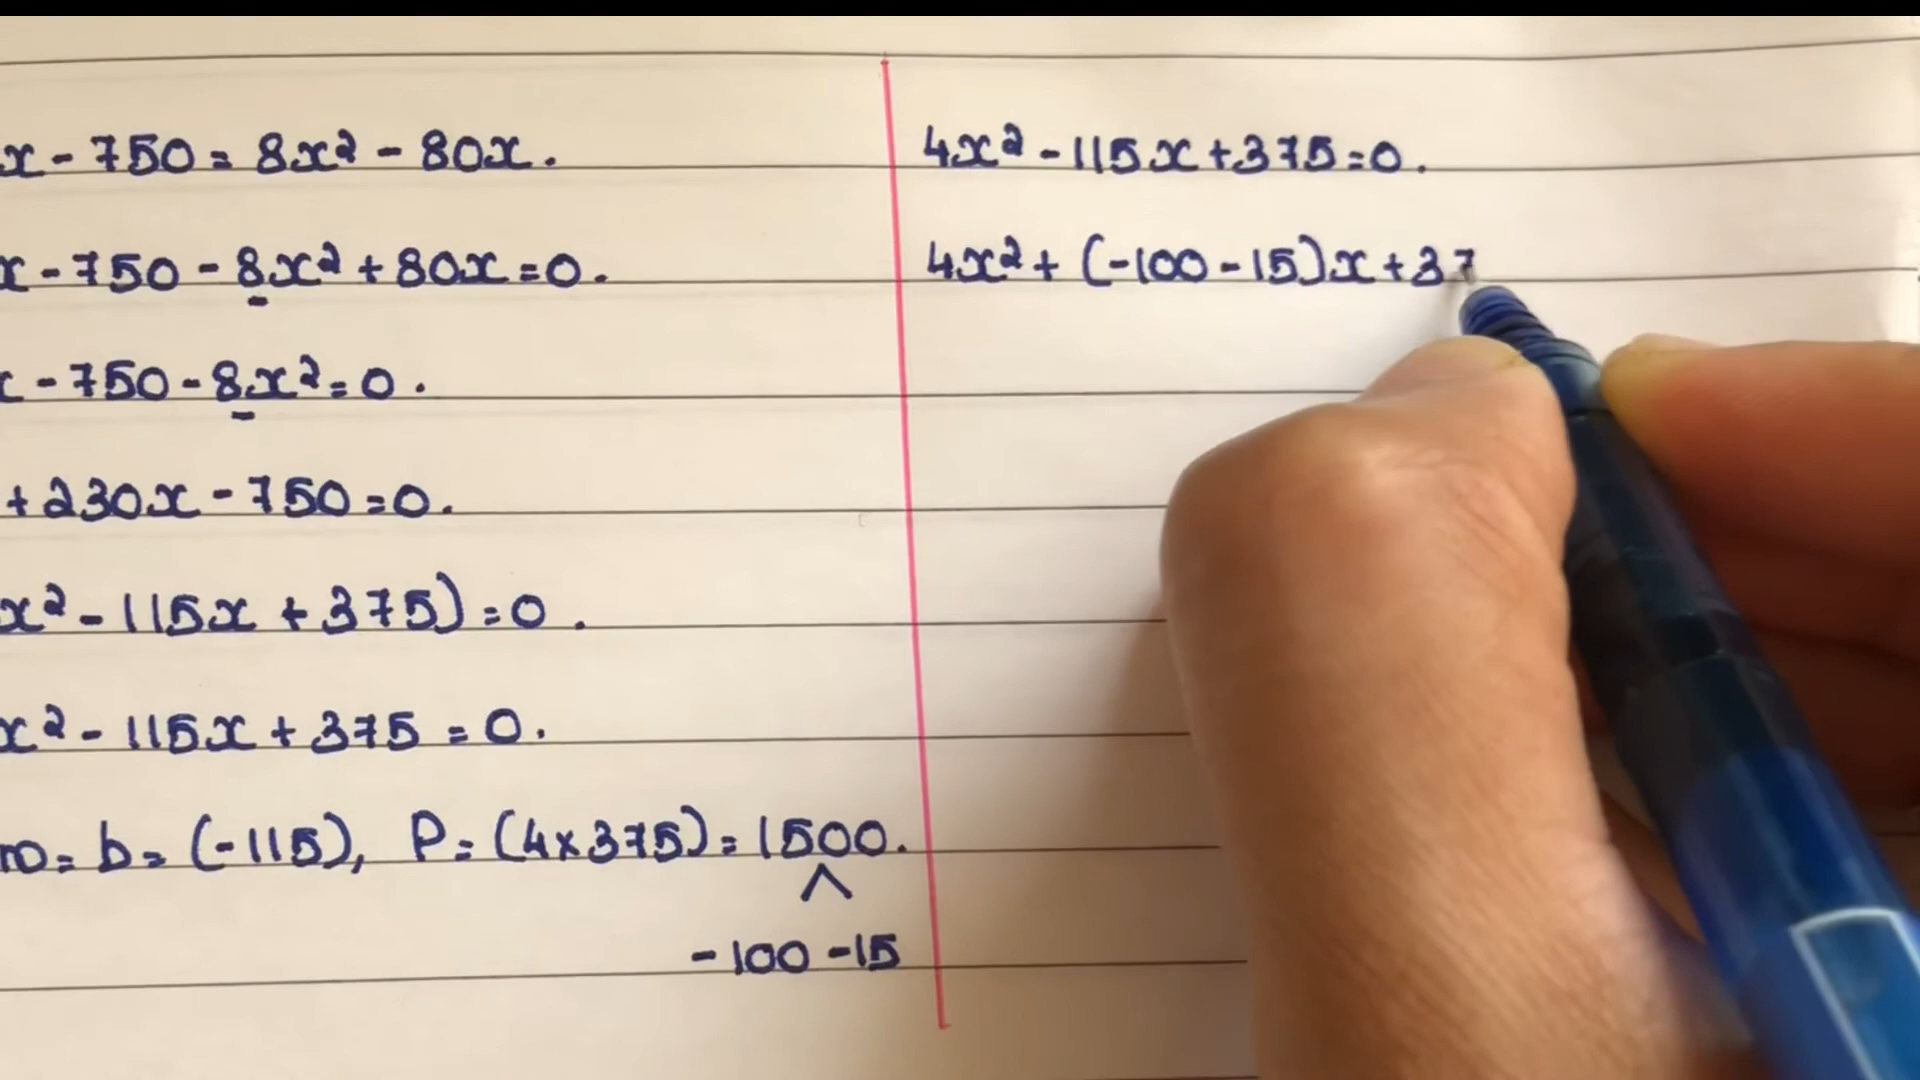 x - 750 = 8x² - 80x.
x - 750 - 8x² + 80x = 0.
x - 750 - 8x² = 0.
+ 230x - 750 = 0.
x² - 115x + 375) = 0.
x² - 115x + 375 = 0.
m = b = (-115), P = (4 × 375) = 1500.
-100 -15
4x² - 115x + 375 = 0.
4x² + (-100 - 15)x + 37